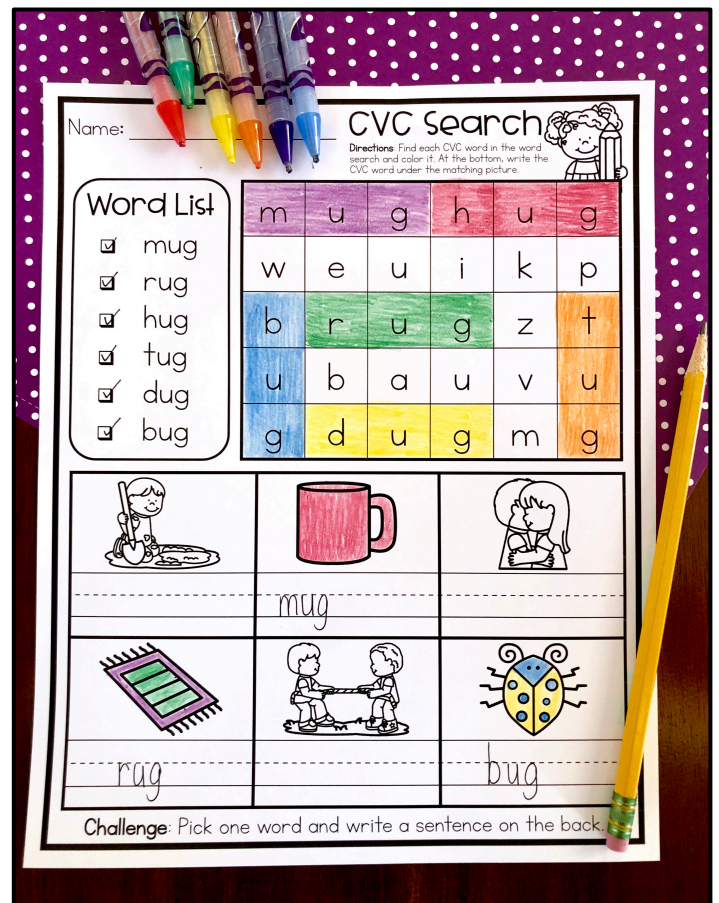 Name:
CVC Search
Directions: Find each CVC word in the word
search and color it. At the bottom, write the
CVC word under the matching picture.
Word List
mug
rug
hug
tug
dug
bug
m u g h u g
w e u i k p
b r u g z t
u b a u v u
g d u g m g
mug
rug
bug
Challenge: Pick one word and write a sentence on the back.